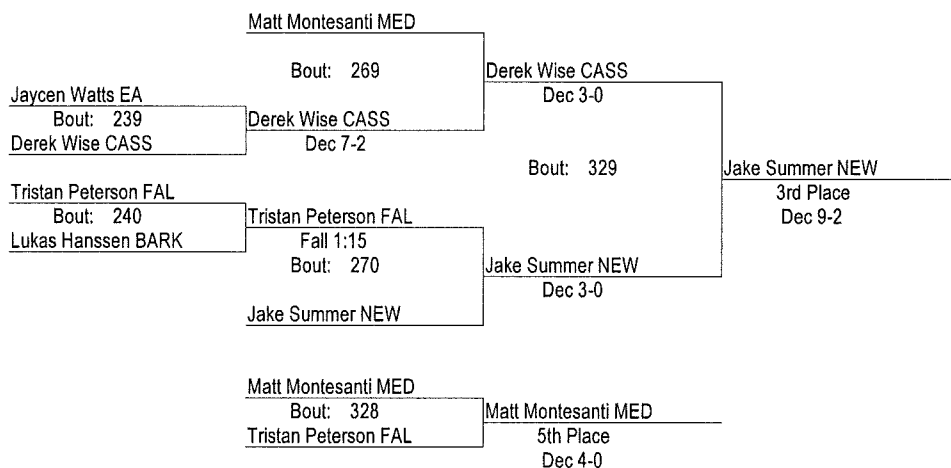 Matt Montesanti MED
Bout: 269
Derek Wise CASS
Dec 3-0
Jaycen Watts EA
Bout: 239
Derek Wise CASS
Derek Wise CASS
Dec 7-2
Bout: 329
Jake Summer NEW
3rd Place
Dec 9-2
Tristan Peterson FAL
Bout: 240
Lukas Hanssen BARK
Tristan Peterson FAL
Fall 1:15
Bout: 270
Jake Summer NEW
Dec 3-0
Jake Summer NEW
Matt Montesanti MED
Bout: 328
Tristan Peterson FAL
Matt Montesanti MED
5th Place
Dec 4-0